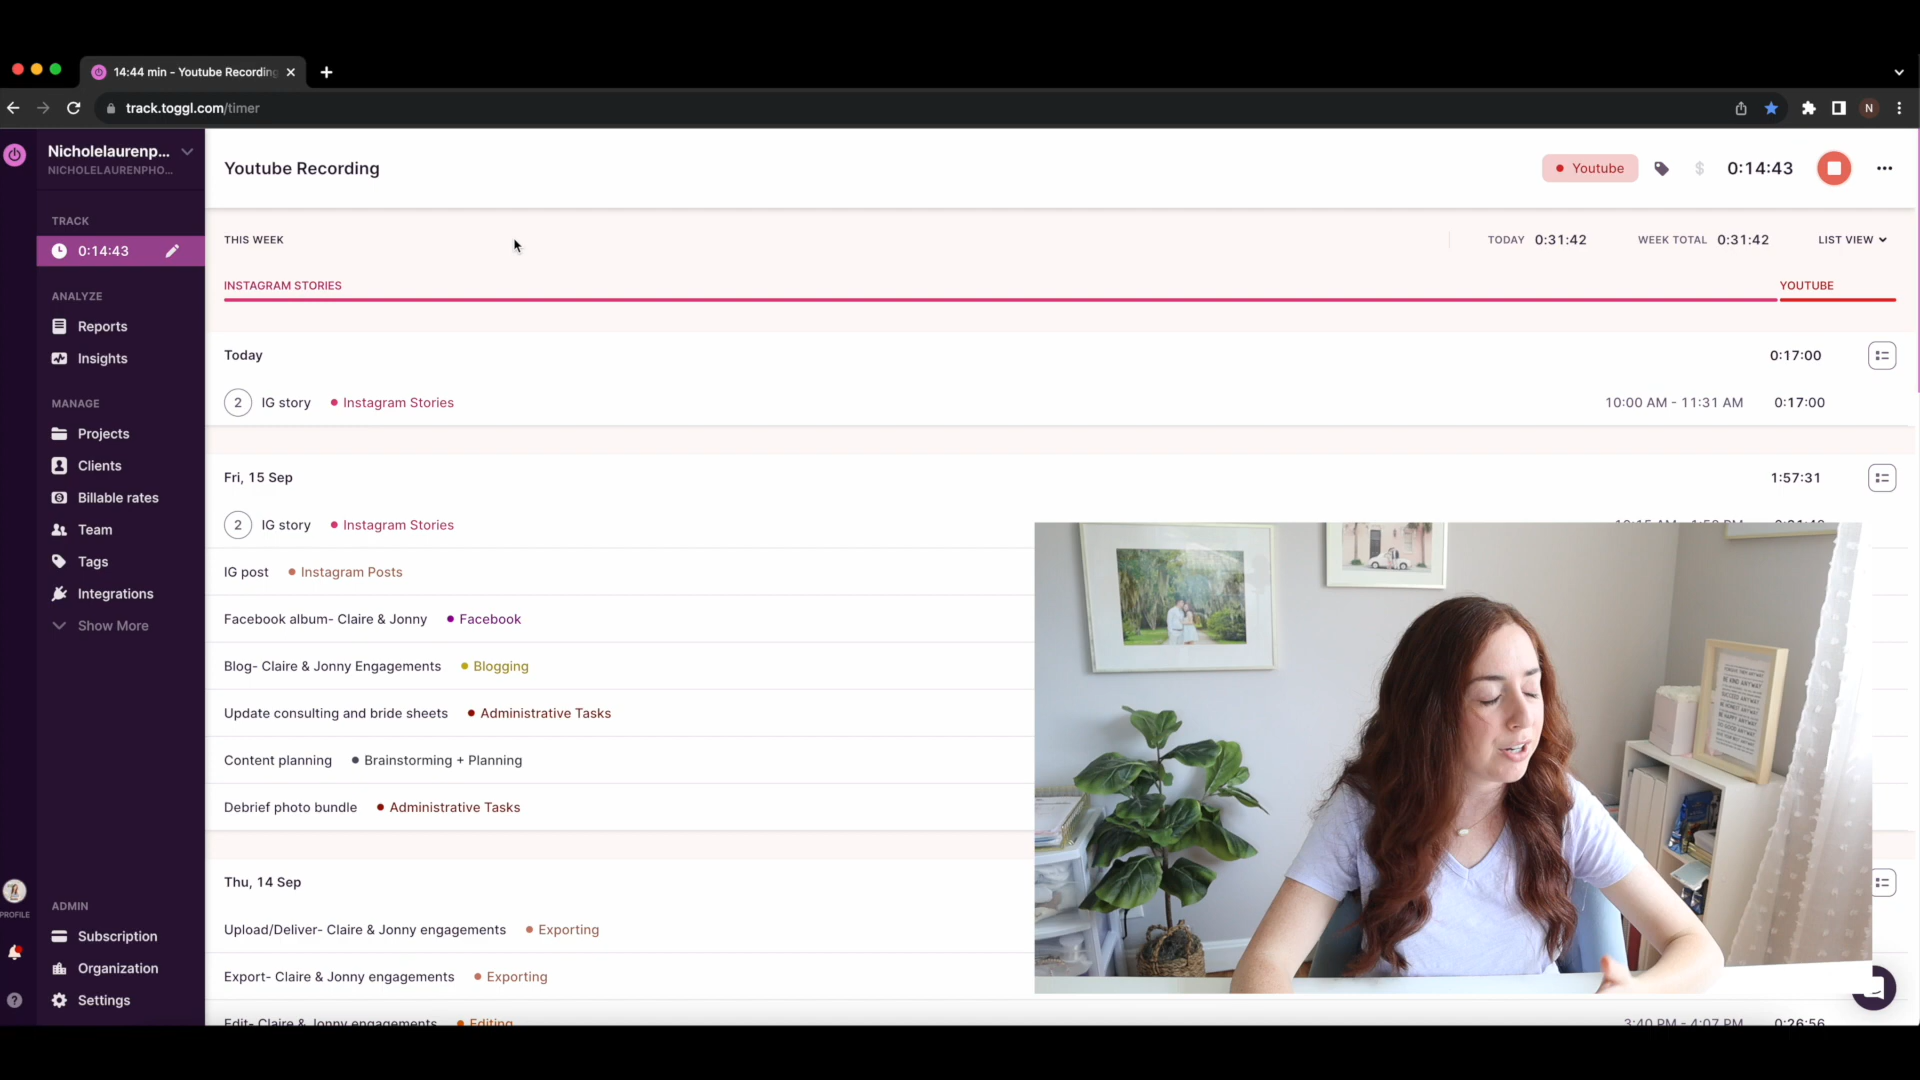 14:44 min - Youtube Recording
track.toggl.com/timer
N
Nicholelaurenp...
NICHOLELAURENPHO...
TRACK
0:14:43
ANALYZE
Reports
Insights
MANAGE
Projects
Clients
Billable rates
Team
Tags
Integrations
Show More
PROFILE
ADMIN
Subscription
Organization
Settings
Youtube Recording
Youtube
$
0:14:43
THIS WEEK
TODAY 0:31:42
WEEK TOTAL 0:31:42
LIST VIEW
INSTAGRAM STORIES
YOUTUBE
Today
0:17:00
2 IG story Instagram Stories
10:00 AM - 11:31 AM 0:17:00
Fri, 15 Sep
1:57:31
2 IG story Instagram Stories
IG post Instagram Posts
Facebook album- Claire & Jonny Facebook
Blog- Claire & Jonny Engagements Blogging
Update consulting and bride sheets Administrative Tasks
Content planning Brainstorming + Planning
Debrief photo bundle Administrative Tasks
Thu, 14 Sep
Upload/Deliver- Claire & Jonny engagements Exporting
Export- Claire & Jonny engagements Exporting
Edit- Claire & Jonny engagements Editing
3:40 PM - 4:07 PM 0:26:56